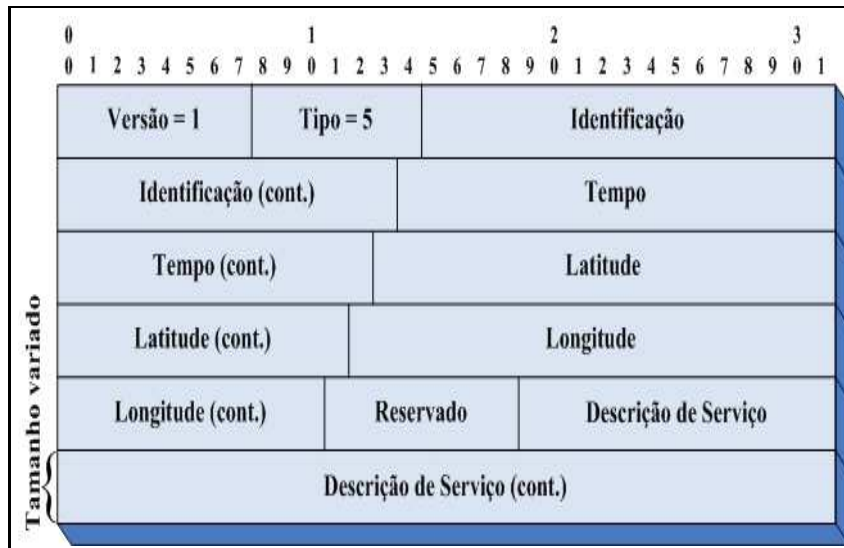 0 1 2 3
0 1 2 3 4 5 6 7 8 9 0 1 2 3 4 5 6 7 8 9 0 1 2 3 4 5 6 7 8 9 0 1
Versão = 1 Tipo = 5 Identificação
Identificação (cont.) Tempo
Tempo (cont.) Latitude
Latitude (cont.) Longitude
Longitude (cont.) Reservado Descrição de Serviço
Descrição de Serviço (cont.)
Tamanho variado